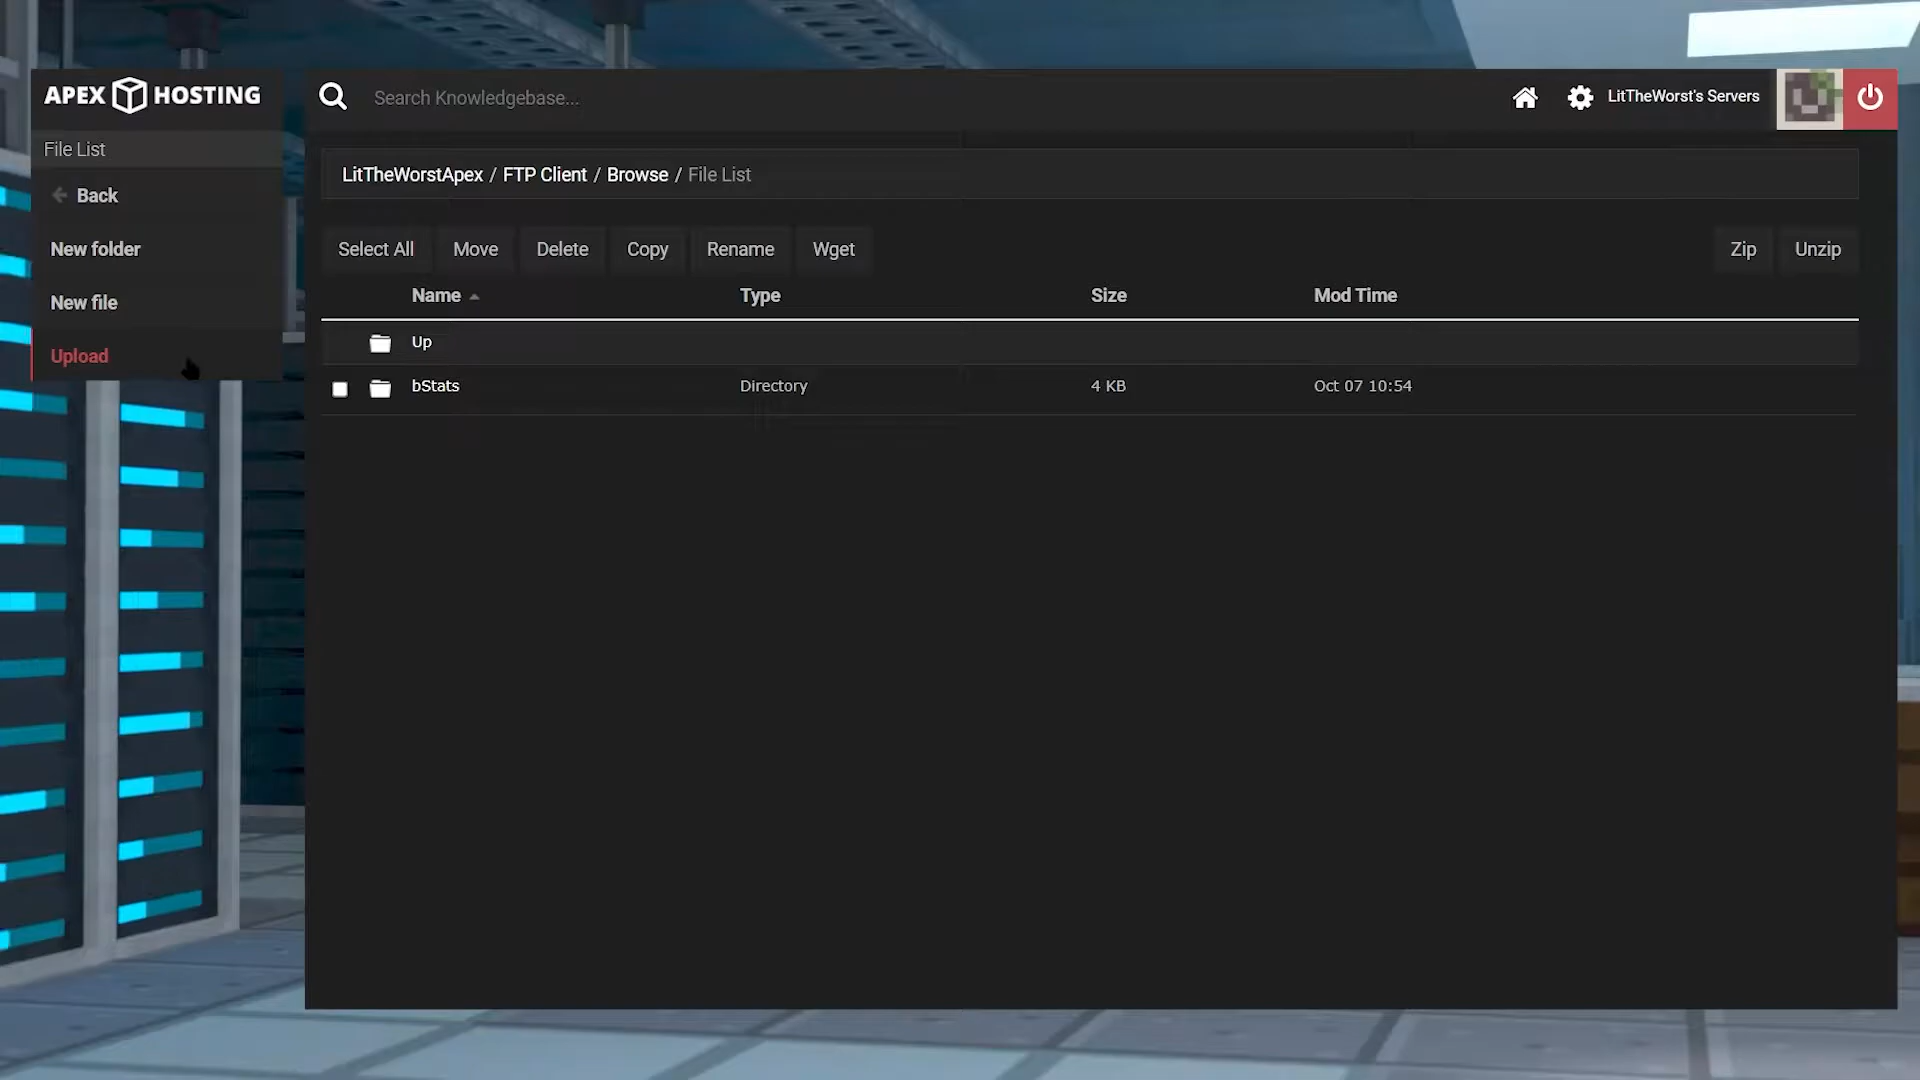 APEX HOSTING
Search Knowledgebase...
LitTheWorst's Servers
File List
Back
New folder
New file
Upload
LitTheWorstApex / FTP Client / Browse / File List
Select All Move Delete Copy Rename Wget Zip Unzip
Name Type Size Mod Time
Up
bStats Directory 4 KB Oct 07 10:54